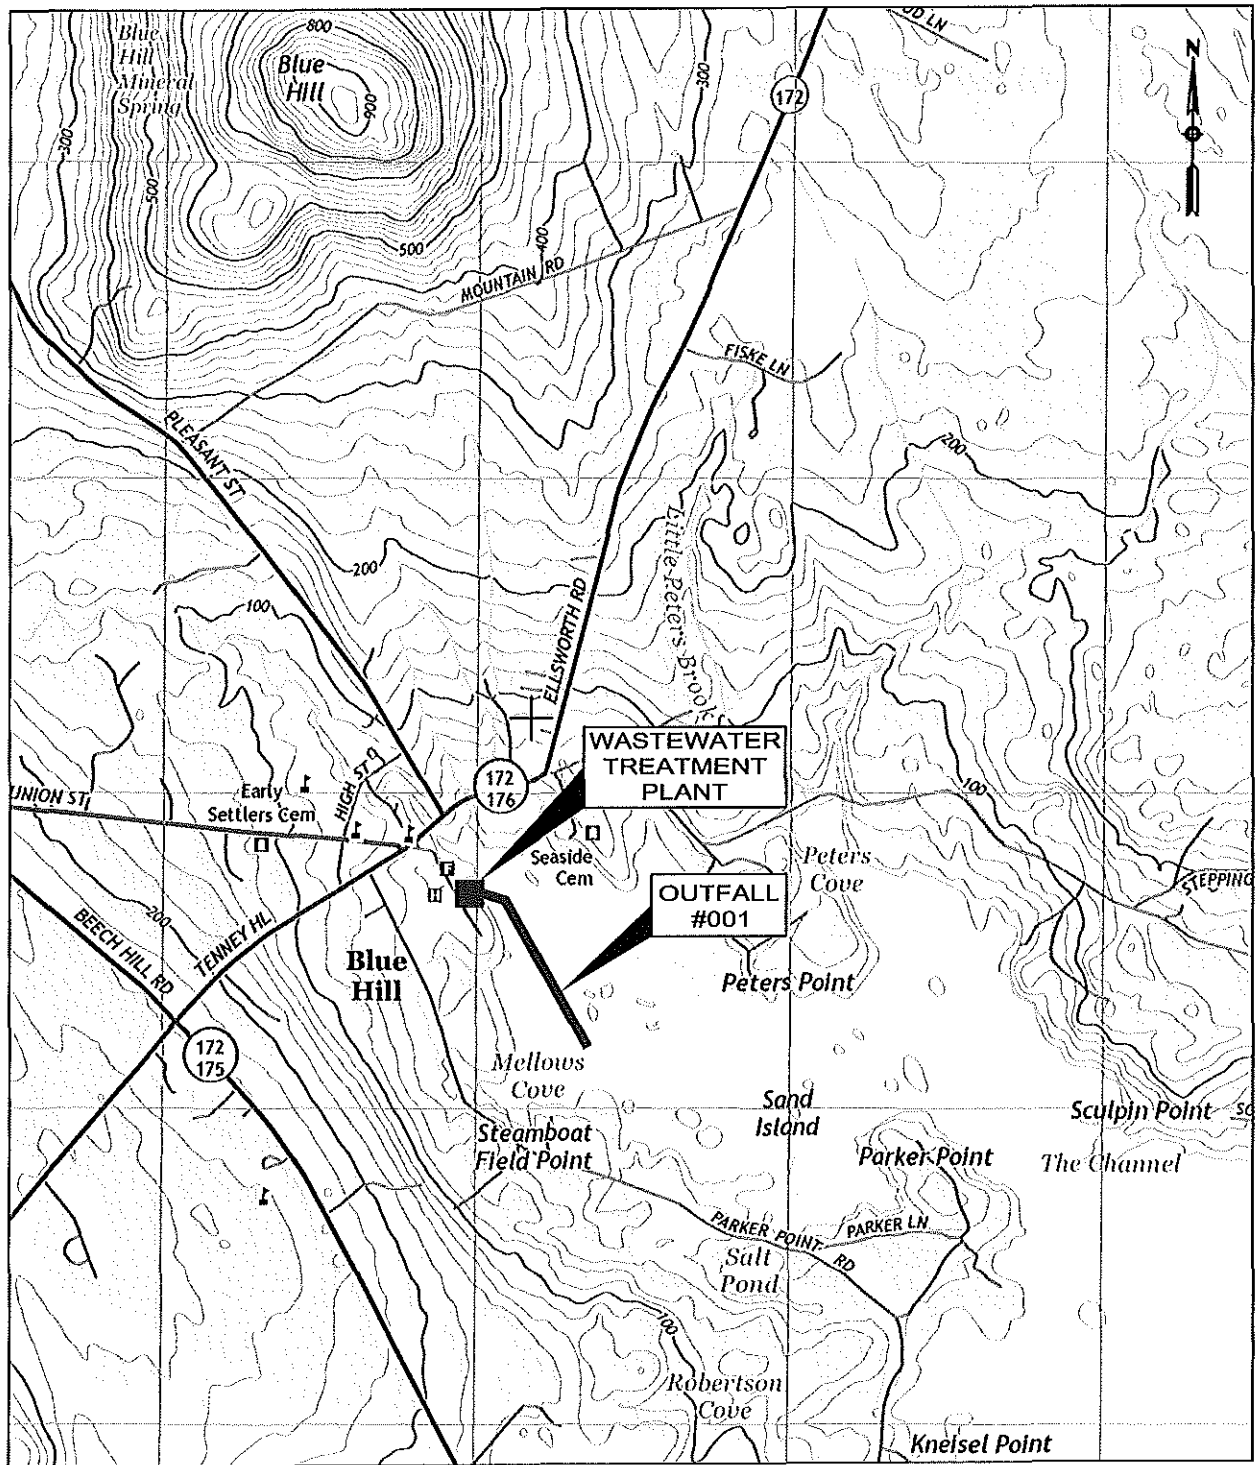 Blue
Hill
Mineral
Spring
800
Blue
Hill
900
300
172
N
300
500
500
400
MOUNTAIN RD
FISKE LN
PLEASANT ST
200
200
100
Little Peters Brook
ELLSWORTH RD
WASTEWATER
TREATMENT
PLANT
172
176
UNION ST
Early
Settlers Cem
HIGH ST
100
Seaside
Cem
Peters
Cove
STEPPING
OUTFALL
#001
200
BEECH HILL RD
TENNEY HL
Blue
Hill
Peters Point
172
175
Mellows
Cove
Sand
Island
Sculpin Point
Steamboat
Field Point
Parker Point
The Channel
PARKER POINT RD
PARKER LN
Salt
Pond
100
Robertson
Cove
Kneisel Point